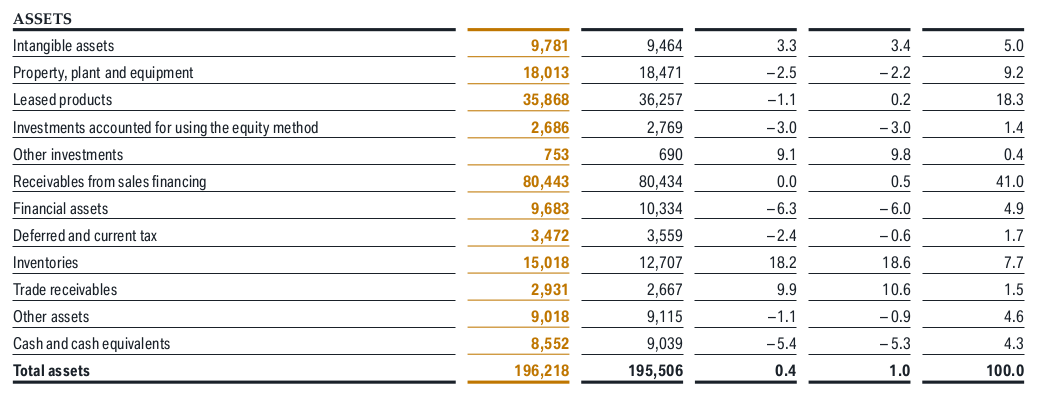 ASSETS
Intangible assets 9,781 9,464 3.3 3.4 5.0
Property, plant and equipment 18,013 18,471 –2.5 –2.2 9.2
Leased products 35,868 36,257 –1.1 0.2 18.3
Investments accounted for using the equity method 2,686 2,769 –3.0 –3.0 1.4
Other investments 753 690 9.1 9.8 0.4
Receivables from sales financing 80,443 80,434 0.0 0.5 41.0
Financial assets 9,683 10,334 –6.3 –6.0 4.9
Deferred and current tax 3,472 3,559 –2.4 –0.6 1.7
Inventories 15,018 12,707 18.2 18.6 7.7
Trade receivables 2,931 2,667 9.9 10.6 1.5
Other assets 9,018 9,115 –1.1 –0.9 4.6
Cash and cash equivalents 8,552 9,039 –5.4 –5.3 4.3
Total assets 196,218 195,506 0.4 1.0 100.0